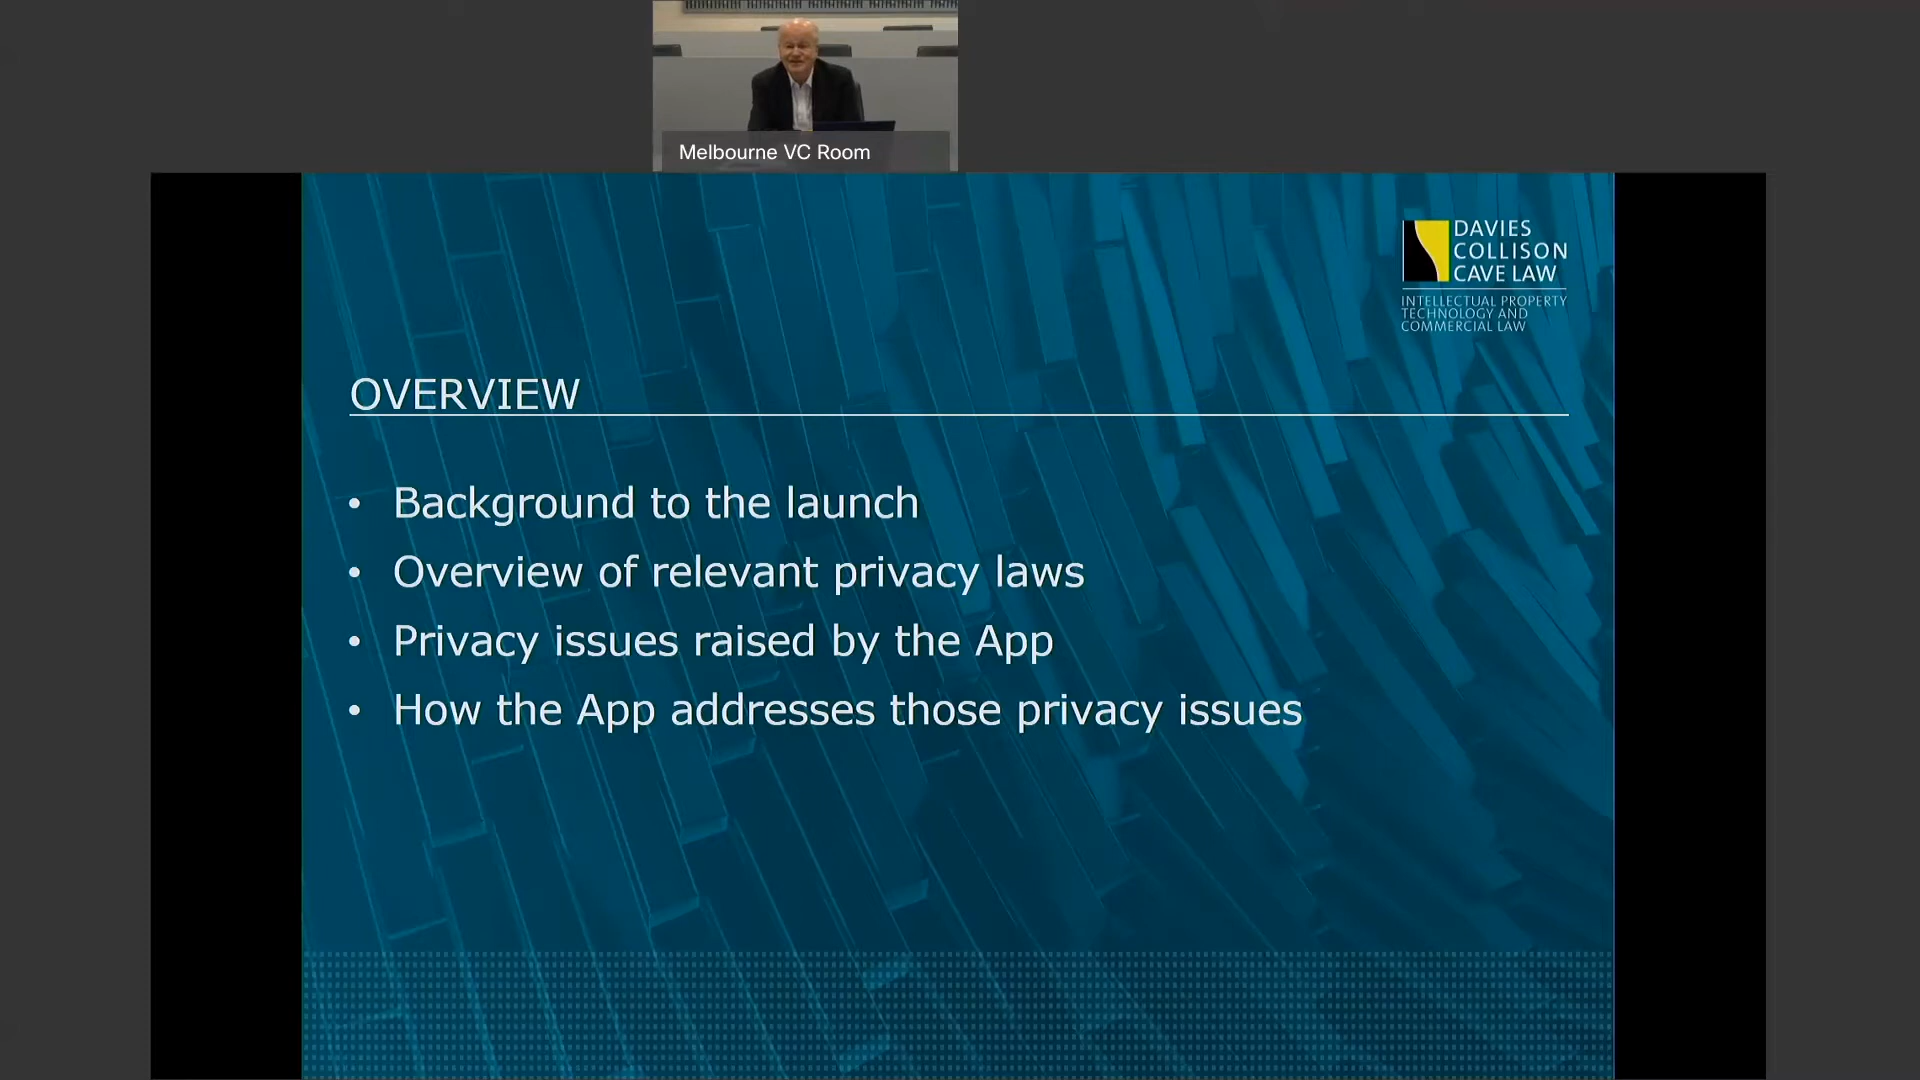 Melbourne VC Room
DAVIES
COLLISON
CAVE LAW
INTELLECTUAL PROPERTY
TECHNOLOGY AND
COMMERCIAL LAW
OVERVIEW
• Background to the launch
• Overview of relevant privacy laws
• Privacy issues raised by the App
• How the App addresses those privacy issues